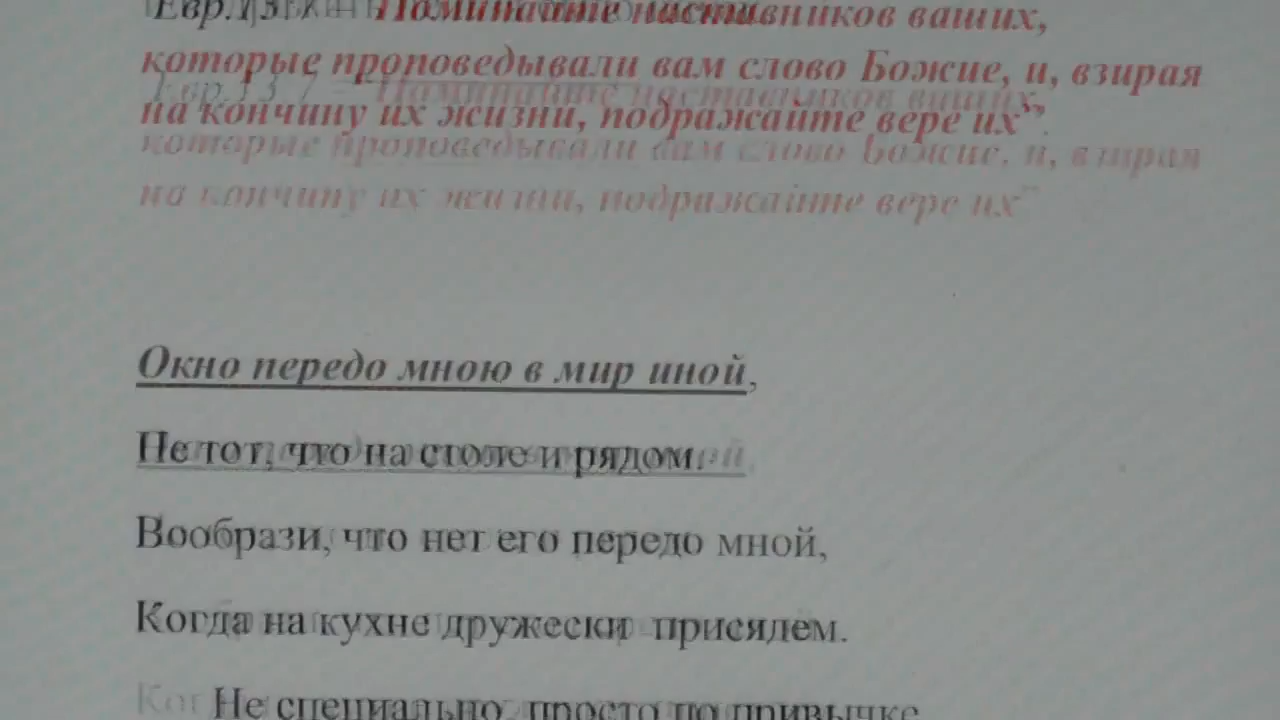 Евр.13:7 – "Поминайте наставников ваших,
которые проповедывали вам слово Божие, и, взирая
на кончину их жизни, подражайте вере их”.
Окно передо мною в мир иной,
Не тот, что на столе и рядом.
Вообрази, что нет его передо мной,
Когда на кухне дружески присядем.
Не специально, просто по привычке